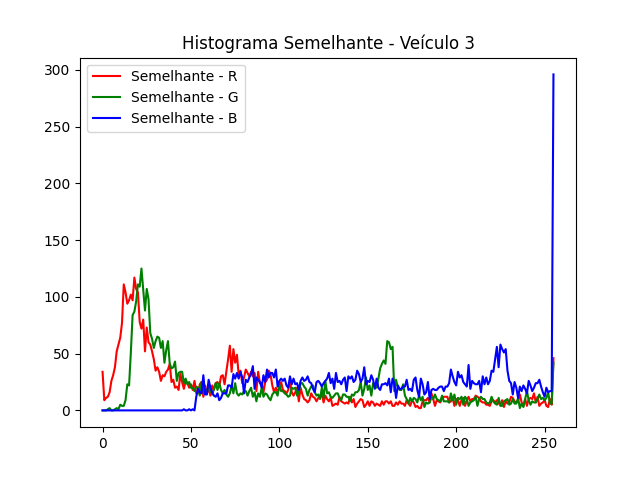 Histograma Semelhante - Veículo 3
Semelhante - R
Semelhante - G
Semelhante - B
300
250
200
150
100
50
0
0 50 100 150 200 250